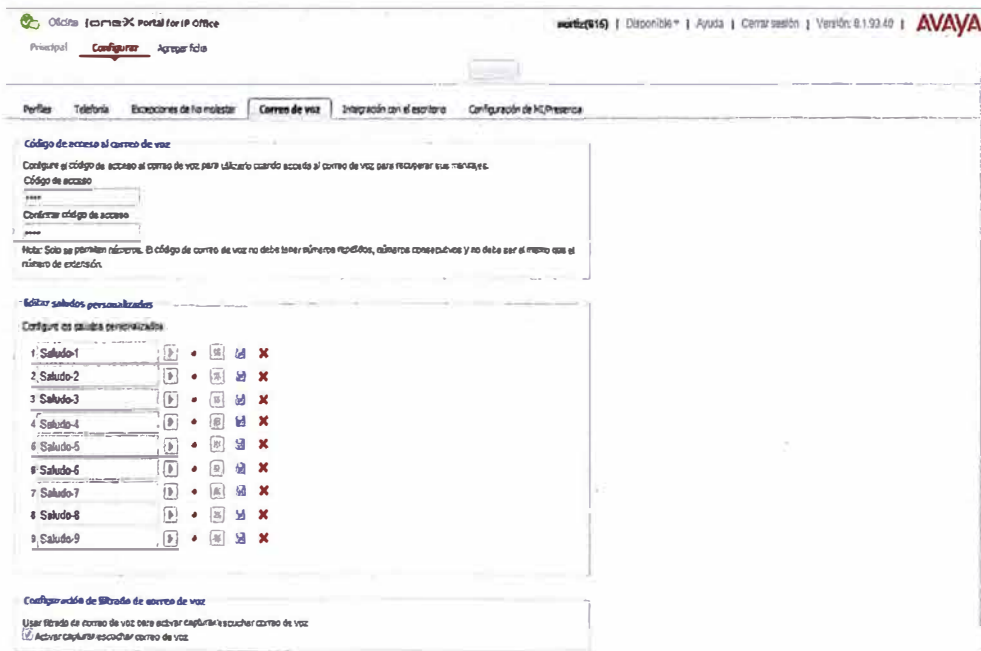 Oficina one-X Portal for IP Office
(616) | Disponible | Ayuda | Cerrar sesión | Versión: 8.1.93.40 | AVAYA
Principal Configurar Agregar ficha
Perfiles Telefonía Excepciones de No molestar Correo de voz Integración con el escritorio Configuración de MI/Presencia
Código de acceso al correo de voz
Configure el código de acceso al correo de voz para utilizarlo cuando acceda al correo de voz para recuperar sus mensajes.
Código de acceso
****
Confirmar código de acceso
****
Nota: Solo se permiten números. El código de correo de voz no debe tener números repetidos, números consecutivos y no debe ser el mismo que el
número de extensión.
Editar saludos personalizados
Configure os saludos personalizados
1 Saludo-1
2 Saludo-2
3 Saludo-3
4 Saludo-4
5 Saludo-5
6 Saludo-6
7 Saludo-7
8 Saludo-8
9 Saludo-9
Configuración de filtrado de correo de voz
Usar filtrado de correo de voz para activar capturar/escuchar correo de voz
Activar capturar/escuchar correo de voz